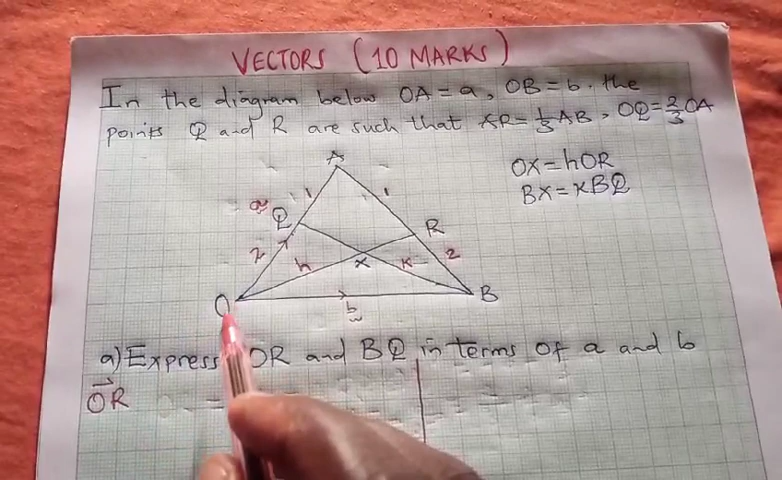 VECTORS (10 MARKS)
In the diagram below OA = a, OB = b. the
points Q and R are such that AR = 1/3 AB, OQ = 2/3 OA
OX = hOR
BX = KBQ
A
1
1
a
Q
R
2
h
X
K
2
O
B
b
a) Express OR and BQ in terms of a and b
OR